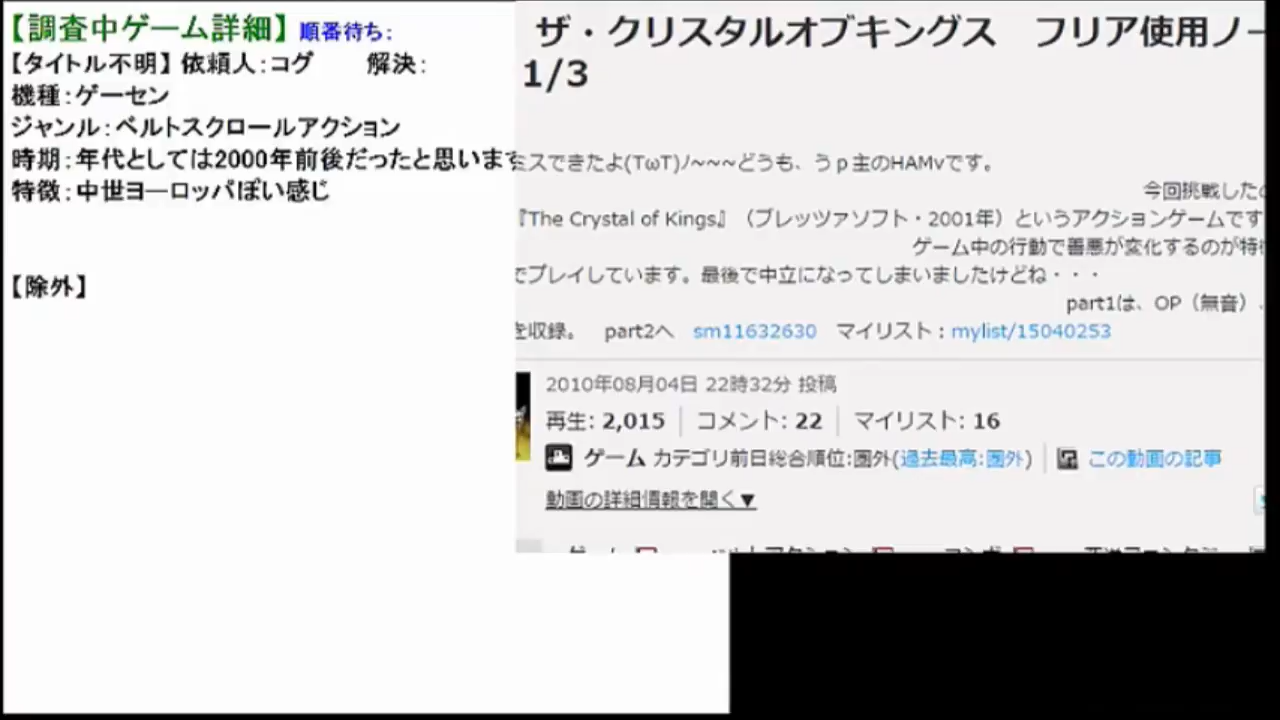 【調査中ゲーム詳細】 順番待ち:
【タイトル不明】 依頼人:コグ 解決:
機種:ゲーセン
ジャンル:ベルトスクロールアクション
時期:年代としては2000年前後だったと思います
特徴:中世ヨーロッパぽい感じ
【除外】
ザ・クリスタルオブキングス フリア使用ノー
1/3
ミスできたよ(TωT)ノ~~~どうも、うp主のHAMvです。
今回挑戦した
『The Crystal of Kings』（ブレッツァソフト・2001年）というアクションゲームです
ゲーム中の行動で善悪が変化するのが特
でプレイしています。最後で中立になってしまいましたけどね・・・
part1は、OP（無音）、
を収録。 part2へ sm11632630 マイリスト:mylist/15040253
2010年08月04日 22時32分 投稿
再生: 2,015 コメント: 22 マイリスト: 16
ゲーム カテゴリ前日総合順位:圏外(過去最高:圏外) この動画の記事
動画の詳細情報を開く▼